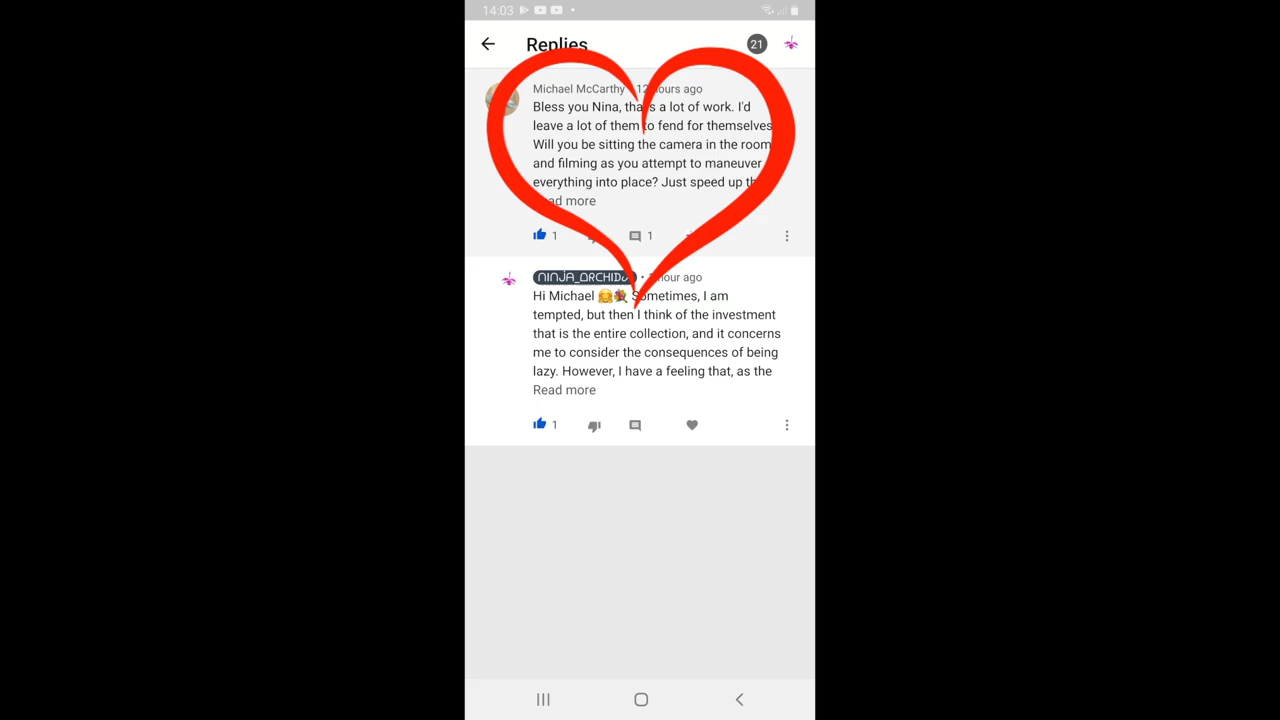 14:03
Replies
21
Michael McCarthy 12 hours ago
Bless you Nina, that's a lot of work. I'd
leave a lot of them to fend for themselves
Will you be sitting the camera in the room
and filming as you attempt to maneuver
everything into place? Just speed up
more
1
1
NINJA_ORCHIDS • hour ago
Hi Michael 🤗💐 Sometimes, I am
tempted, but then I think of the investment
that is the entire collection, and it concerns
me to consider the consequences of being
lazy. However, I have a feeling that, as the
Read more
1